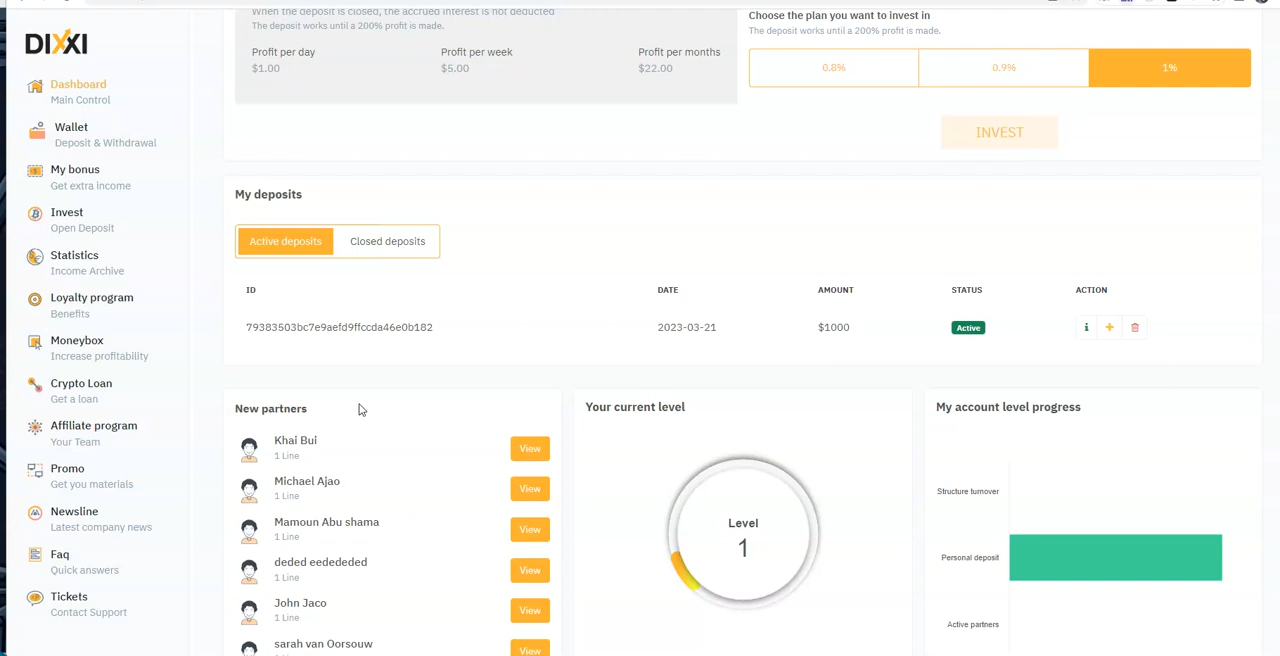 DIXXI
Dashboard
Main Control
Wallet
Deposit & Withdrawal
My bonus
Get extra income
Invest
Open Deposit
Statistics
Income Archive
Loyalty program
Benefits
Moneybox
Increase profitability
Crypto Loan
Get a loan
Affiliate program
Your Team
Promo
Get you materials
Newsline
Latest company news
Faq
Quick answers
Tickets
Contact Support
When the deposit is closed, the accrued interest is not deducted
The deposit works until a 200% profit is made.
Profit per day
Profit per week
Profit per months
$1.00
$5.00
$22.00
Choose the plan you want to invest in
The deposit works until a 200% profit is made.
0.8%
0.9%
1%
INVEST
My deposits
Active deposits
Closed deposits
ID
DATE
AMOUNT
STATUS
ACTION
79383503bc7e9aefd9ffccda46e0b182
2023-03-21
$1000
Active
New partners
Khai Bui
1 Line
View
Michael Ajao
1 Line
View
Mamoun Abu shama
1 Line
View
deded eedededed
1 Line
View
John Jaco
1 Line
View
sarah van Oorsouw
1 Line
View
Your current level
Level
1
My account level progress
Structure turnover
Personal deposit
Active partners